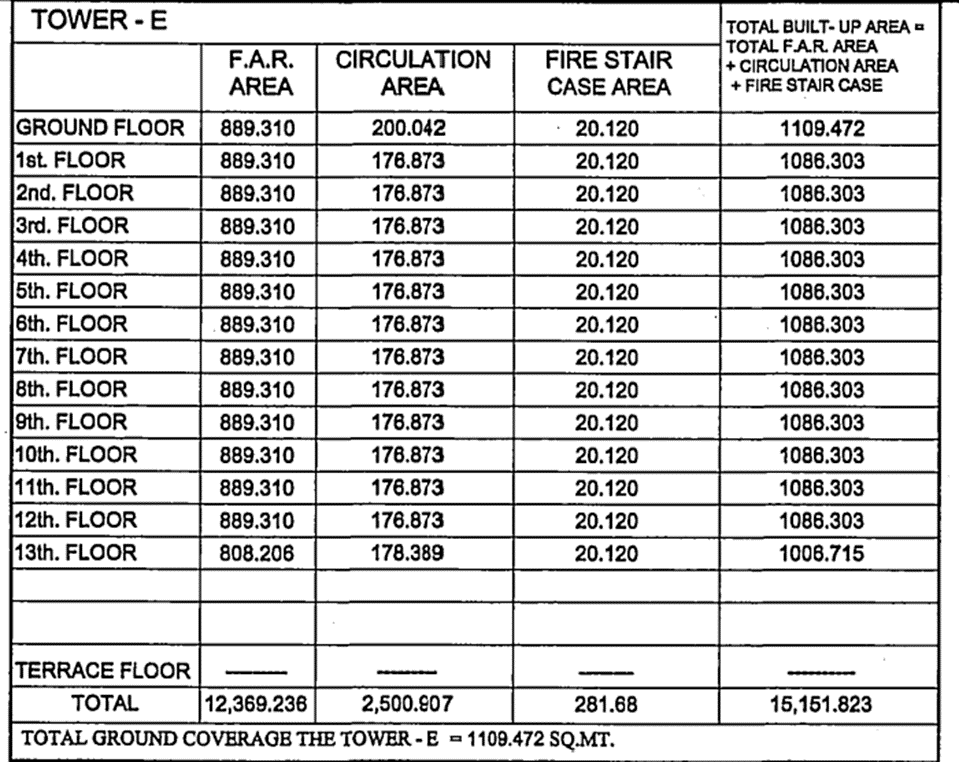 TOWER - E
TOTAL BUILT- UP AREA =
TOTAL F.A.R. AREA
+ CIRCULATION AREA
+ FIRE STAIR CASE
F.A.R. AREA CIRCULATION AREA FIRE STAIR CASE AREA
GROUND FLOOR 889.310 200.042 20.120 1109.472
1st. FLOOR 889.310 176.873 20.120 1086.303
2nd. FLOOR 889.310 176.873 20.120 1086.303
3rd. FLOOR 889.310 176.873 20.120 1086.303
4th. FLOOR 889.310 176.873 20.120 1086.303
5th. FLOOR 889.310 176.873 20.120 1086.303
6th. FLOOR 889.310 176.873 20.120 1086.303
7th. FLOOR 889.310 176.873 20.120 1086.303
8th. FLOOR 889.310 176.873 20.120 1086.303
9th. FLOOR 889.310 176.873 20.120 1086.303
10th. FLOOR 889.310 176.873 20.120 1086.303
11th. FLOOR 889.310 176.873 20.120 1086.303
12th. FLOOR 889.310 176.873 20.120 1086.303
13th. FLOOR 808.206 178.389 20.120 1006.715
TERRACE FLOOR ——— ——— ——— ———
TOTAL 12,369.236 2,500.907 281.68 15,151.823
TOTAL GROUND COVERAGE THE TOWER - E = 1109.472 SQ.MT.